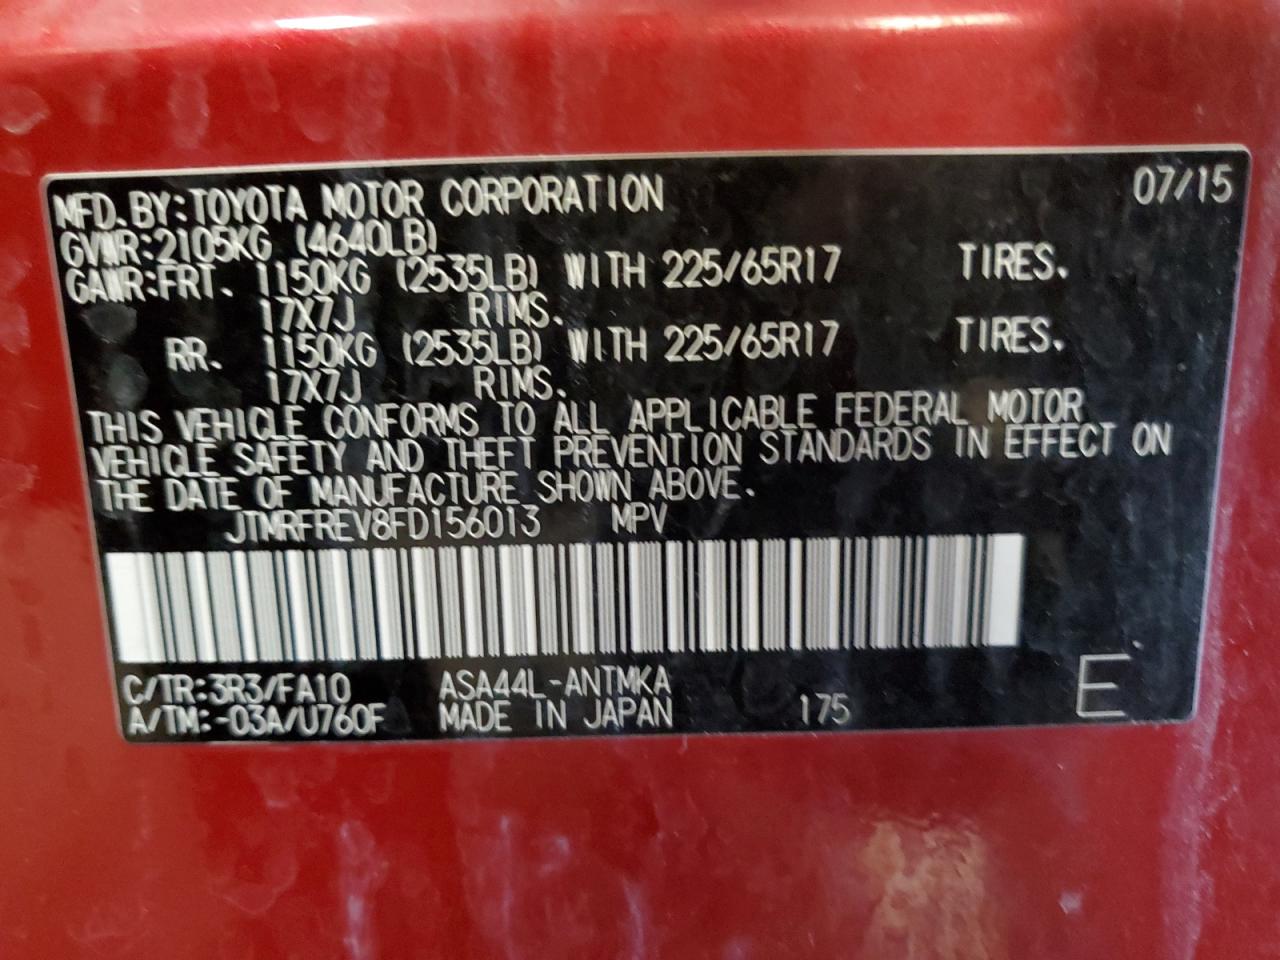 MFD. BY: TOYOTA MOTOR CORPORATION 07/15
GVWR: 2105KG (4640LB)
GAWR: FRT. 1150KG (2535LB) WITH 225/65R17 TIRES.
17X7J RIMS.
RR. 1150KG (2535LB) WITH 225/65R17 TIRES.
17X7J RIMS.
THIS VEHICLE CONFORMS TO ALL APPLICABLE FEDERAL MOTOR
VEHICLE SAFETY AND THEFT PREVENTION STANDARDS IN EFFECT ON
THE DATE OF MANUFACTURE SHOWN ABOVE.
JTMRFREV8FD156013 MPV
C/TR: 3R3/FA10 ASA44L-ANTMKA
A/TM: -03A/U760F MADE IN JAPAN 175 E